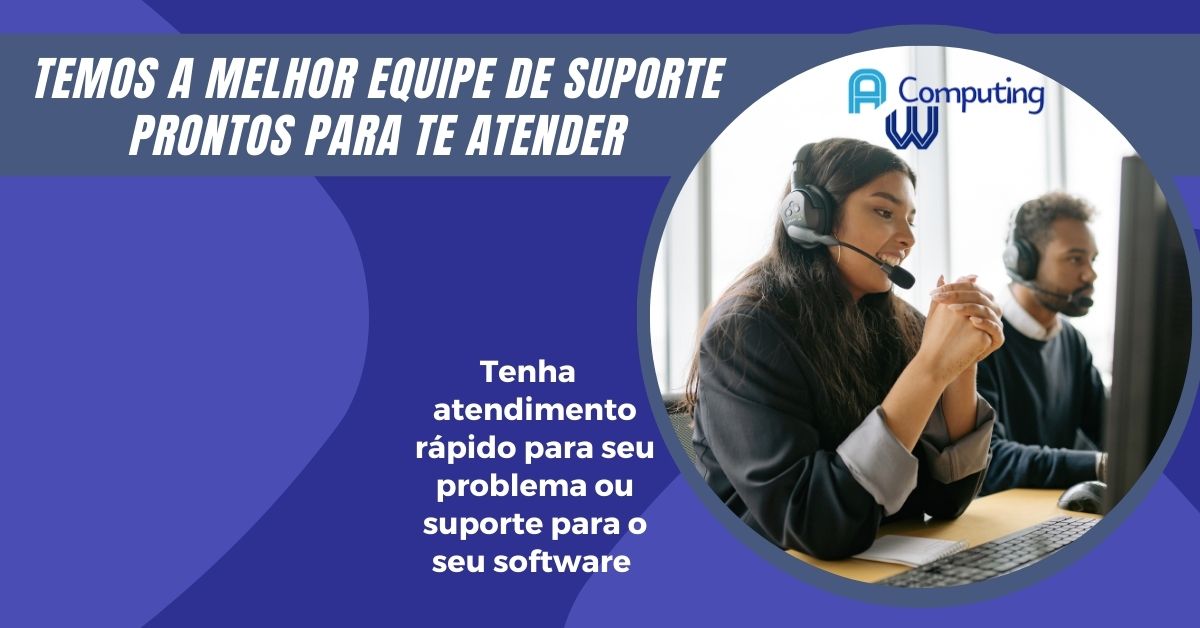 TEMOS A MELHOR EQUIPE DE SUPORTE
PRONTOS PARA TE ATENDER
A Computing
W
Tenha
atendimento
rápido para seu
problema ou
suporte para o
seu software